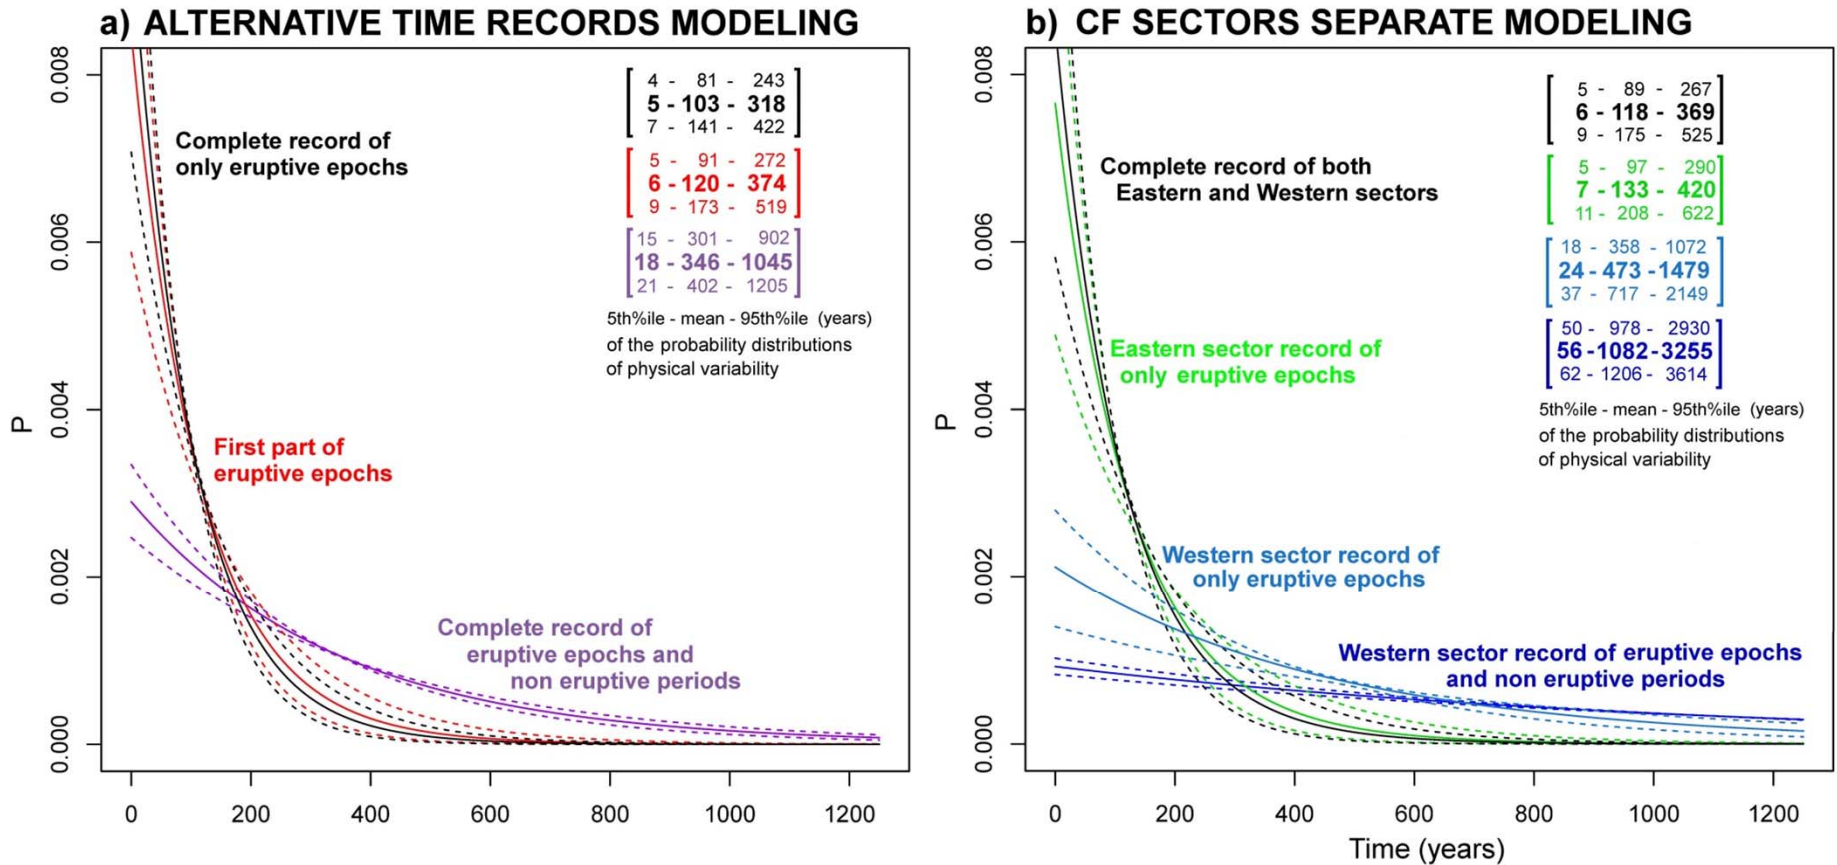 a) ALTERNATIVE TIME RECORDS MODELING
P
0.008
0.006
0.004
0.002
0.000
0 200 400 600 800 1000 1200
Complete record of
only eruptive epochs
First part of
eruptive epochs
Complete record of
eruptive epochs and
non eruptive periods
4 - 81 - 243
5 - 103 - 318
7 - 141 - 422
5 - 91 - 272
6 - 120 - 374
9 - 173 - 519
15 - 301 - 902
18 - 346 - 1045
21 - 402 - 1205
5th%ile - mean - 95th%ile (years)
of the probability distributions
of physical variability
b) CF SECTORS SEPARATE MODELING
P
0.008
0.006
0.004
0.002
0.000
0 200 400 600 800 1000 1200
Time (years)
Complete record of both
Eastern and Western sectors
Eastern sector record of
only eruptive epochs
Western sector record of
only eruptive epochs
Western sector record of eruptive epochs
and non eruptive periods
5 - 89 - 267
6 - 118 - 369
9 - 175 - 525
5 - 97 - 290
7 - 133 - 420
11 - 208 - 622
18 - 358 - 1072
24 - 473 - 1479
37 - 717 - 2149
50 - 978 - 2930
56 - 1082 - 3255
62 - 1206 - 3614
5th%ile - mean - 95th%ile (years)
of the probability distributions
of physical variability